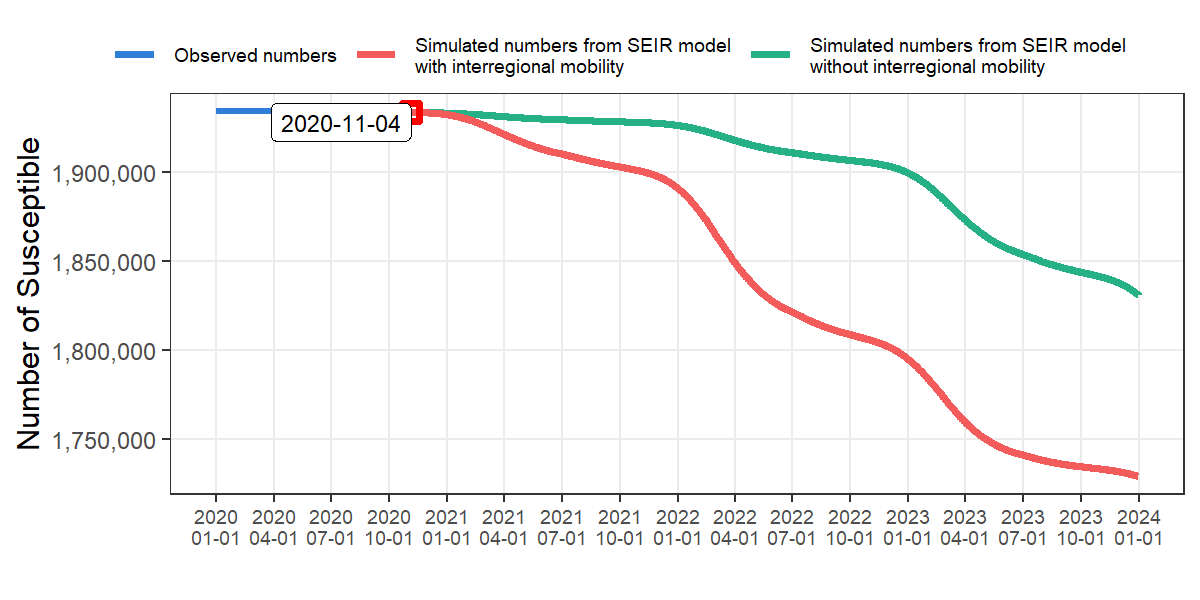 Observed numbers
Simulated numbers from SEIR model
with interregional mobility
Simulated numbers from SEIR model
without interregional mobility
2020-11-04
Number of Susceptible
1,900,000
1,850,000
1,800,000
1,750,000
2020 2020 2020 2020 2021 2021 2021 2021 2022 2022 2022 2022 2023 2023 2023 2023 2024
01-01 04-01 07-01 10-01 01-01 04-01 07-01 10-01 01-01 04-01 07-01 10-01 01-01 04-01 07-01 10-01 01-01